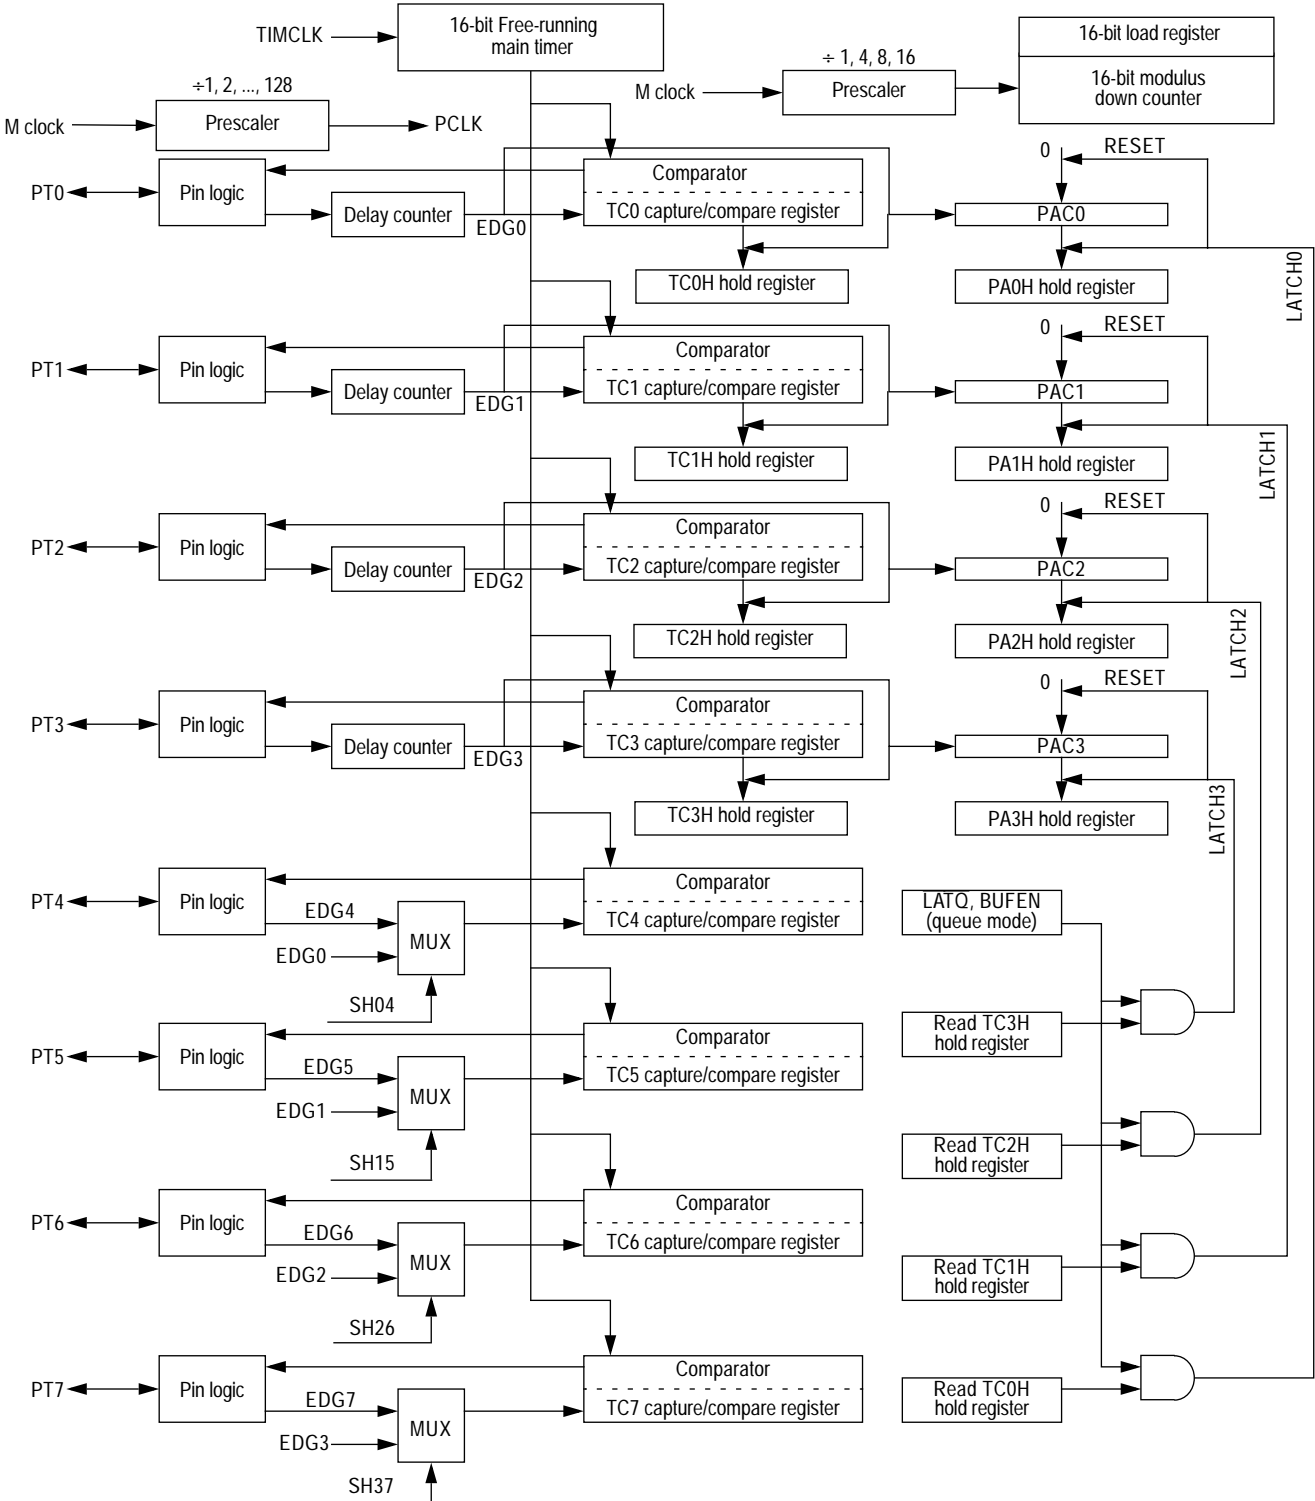 TIMCLK
16-bit Free-running
main timer
16-bit load register
16-bit modulus
down counter
÷ 1, 4, 8, 16
M clock
Prescaler
÷1, 2, ..., 128
M clock
Prescaler
PCLK
PT0
Pin logic
Delay counter
EDG0
Comparator
TC0 capture/compare register
TC0H hold register
0
RESET
PAC0
PA0H hold register
LATCH0
PT1
Pin logic
Delay counter
EDG1
Comparator
TC1 capture/compare register
TC1H hold register
0
RESET
PAC1
PA1H hold register
LATCH1
PT2
Pin logic
Delay counter
EDG2
Comparator
TC2 capture/compare register
TC2H hold register
0
RESET
PAC2
PA2H hold register
LATCH2
PT3
Pin logic
Delay counter
EDG3
Comparator
TC3 capture/compare register
TC3H hold register
0
RESET
PAC3
PA3H hold register
LATCH3
PT4
Pin logic
EDG4
EDG0
MUX
SH04
Comparator
TC4 capture/compare register
LATQ, BUFEN
(queue mode)
PT5
Pin logic
EDG5
EDG1
MUX
SH15
Comparator
TC5 capture/compare register
Read TC3H
hold register
Read TC2H
hold register
PT6
Pin logic
EDG6
EDG2
MUX
SH26
Comparator
TC6 capture/compare register
Read TC1H
hold register
PT7
Pin logic
EDG7
EDG3
MUX
SH37
Comparator
TC7 capture/compare register
Read TC0H
hold register